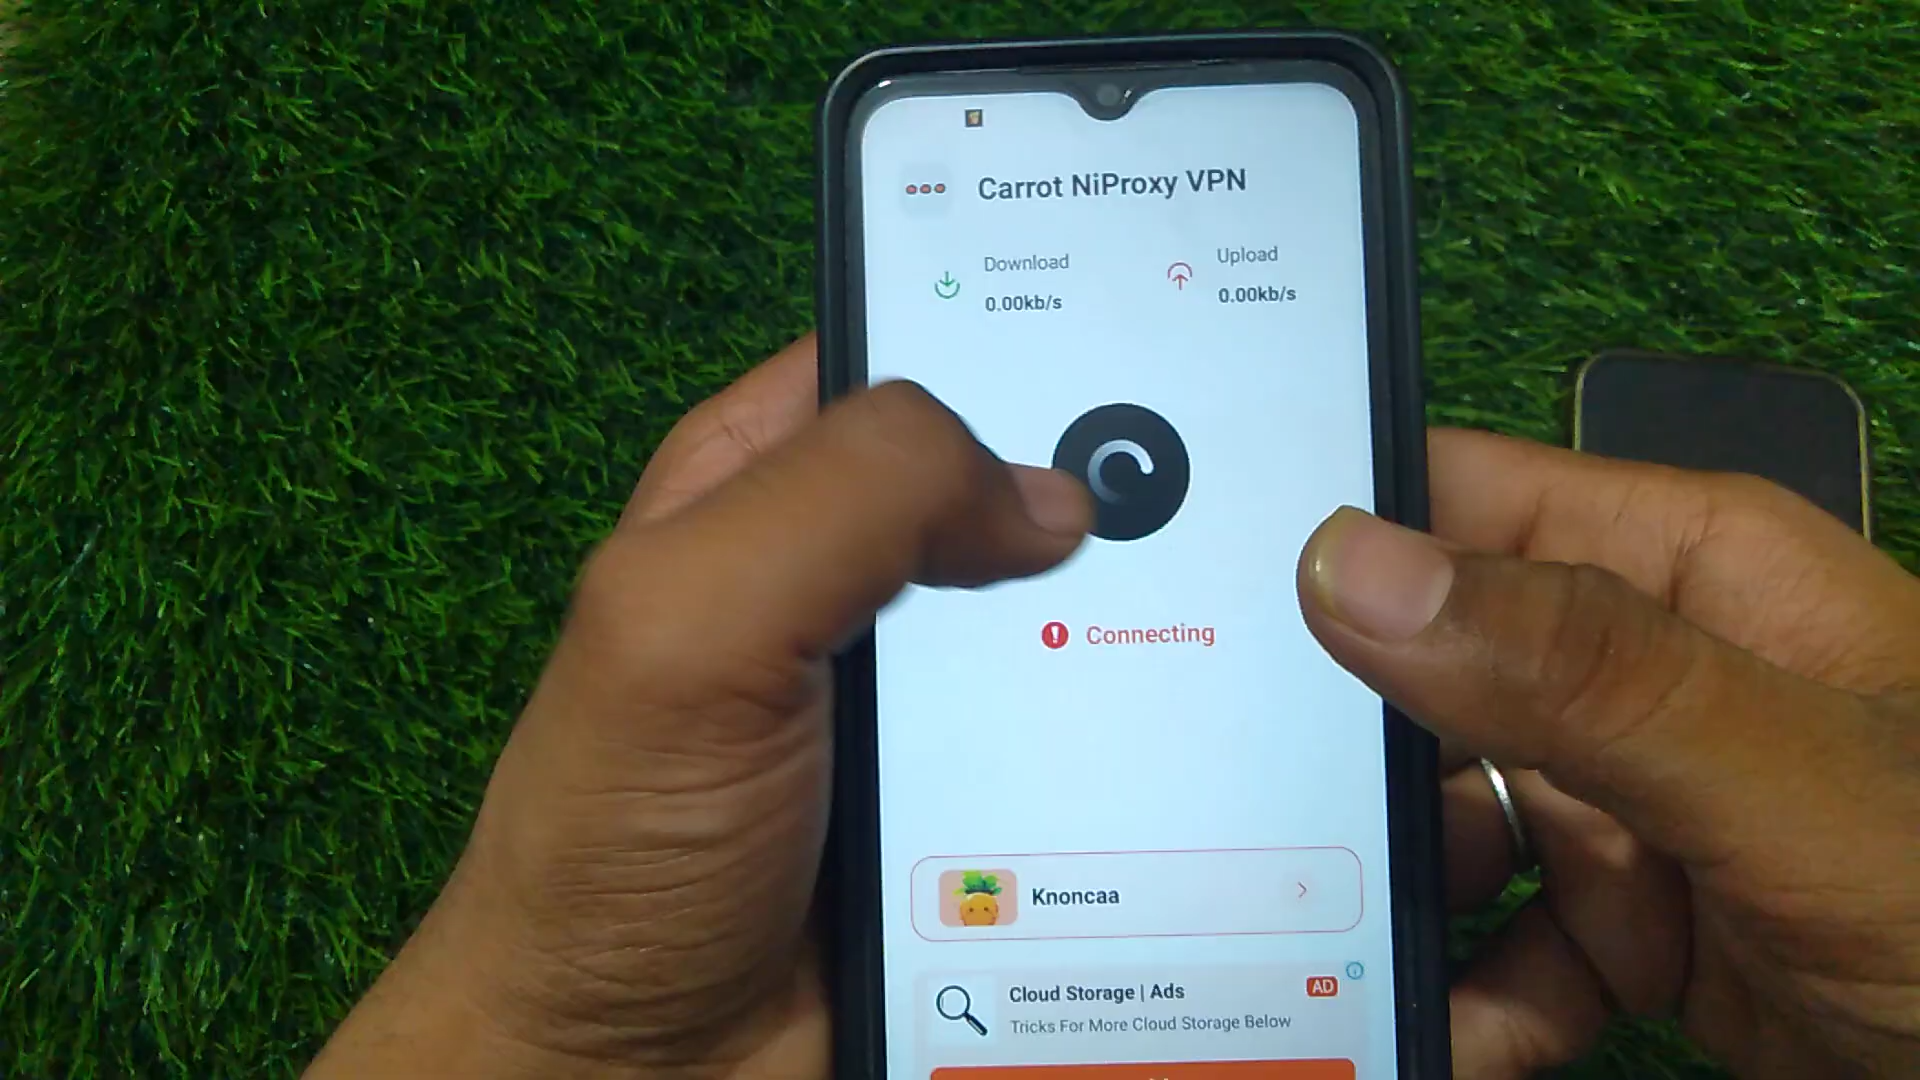 Carrot NiProxy VPN
Download
0.00kb/s
Upload
0.00kb/s
Connecting
Knoncaa
Cloud Storage | Ads
AD
Tricks For More Cloud Storage Below